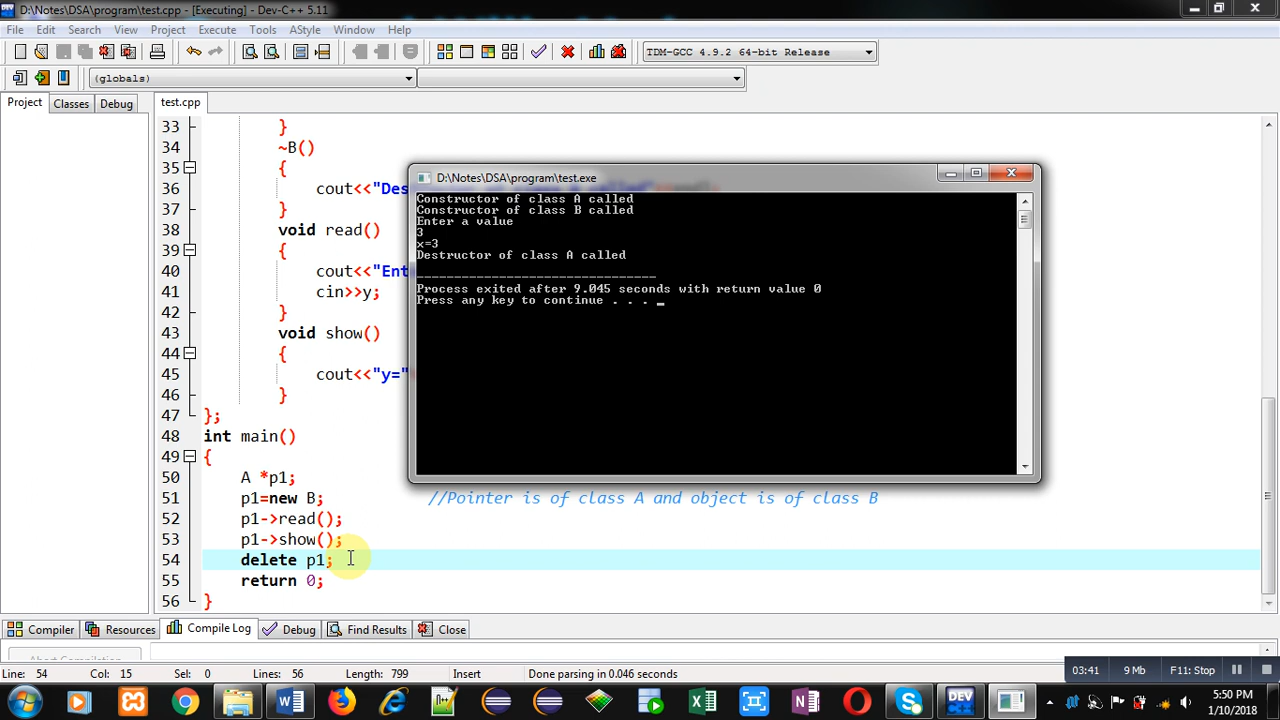 D:\Notes\DSA\program\test.cpp - [Executing] - Dev-C++ 5.11
File Edit Search View Project Execute Tools AStyle Window Help
TDM-GCC 4.9.2 64-bit Release
(globals)
Project Classes Debug test.cpp
33 }
34 ~B()
35 {
36 cout<<"Des
37 }
38 void read()
39 {
40 cout<<"Ent
41 cin>>y;
42 }
43 void show()
44 {
45 cout<<"y="
46 }
47 };
48 int main()
49 {
50 A *p1;
51 p1=new B; //Pointer is of class A and object is of class B
52 p1->read();
53 p1->show();
54 delete p1;
55 return 0;
56 }
D:\Notes\DSA\program\test.exe
Constructor of class A called
Constructor of class B called
Enter a value
3
x=3
Destructor of class A called
--------------------------------
Process exited after 9.045 seconds with return value 0
Press any key to continue . . . _
Compiler Resources Compile Log Debug Find Results Close
Abort Compilation
Line: 54 Col: 15 Sel: 0 Lines: 56 Length: 799 Insert Done parsing in 0.046 seconds
03:41 9 Mb F11: Stop
DEV
5:50 PM
1/10/2018